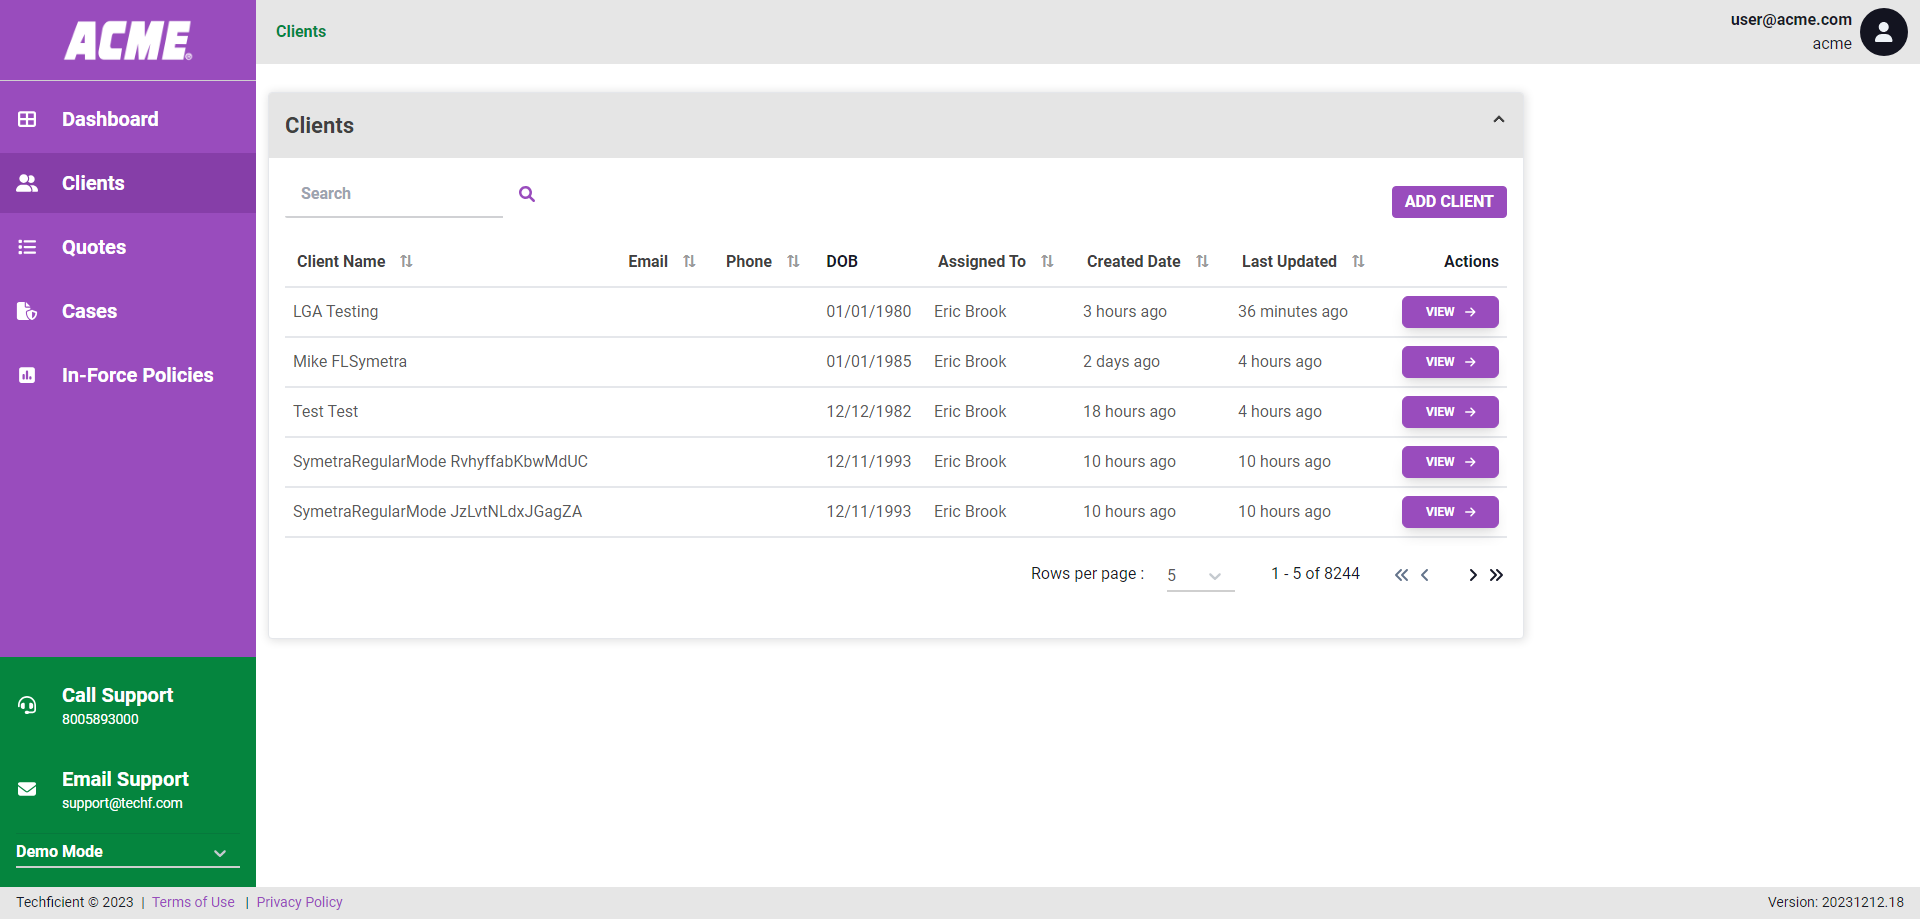 ACME®
Clients
user@acme.com
acme
Dashboard
Clients
Quotes
Cases
In-Force Policies
Clients
Search
ADD CLIENT
Client Name Email Phone DOB Assigned To Created Date Last Updated Actions
LGA Testing 01/01/1980 Eric Brook 3 hours ago 36 minutes ago VIEW
Mike FLSymetra 01/01/1985 Eric Brook 2 days ago 4 hours ago VIEW
Test Test 12/12/1982 Eric Brook 18 hours ago 4 hours ago VIEW
SymetraRegularMode RvhyffabKbwMdUC 12/11/1993 Eric Brook 10 hours ago 10 hours ago VIEW
SymetraRegularMode JzLvtNLdxJGagZA 12/11/1993 Eric Brook 10 hours ago 10 hours ago VIEW
Rows per page : 5 1 - 5 of 8244
Call Support
8005893000
Email Support
support@techf.com
Demo Mode
Techficient © 2023 | Terms of Use | Privacy Policy
Version: 20231212.18